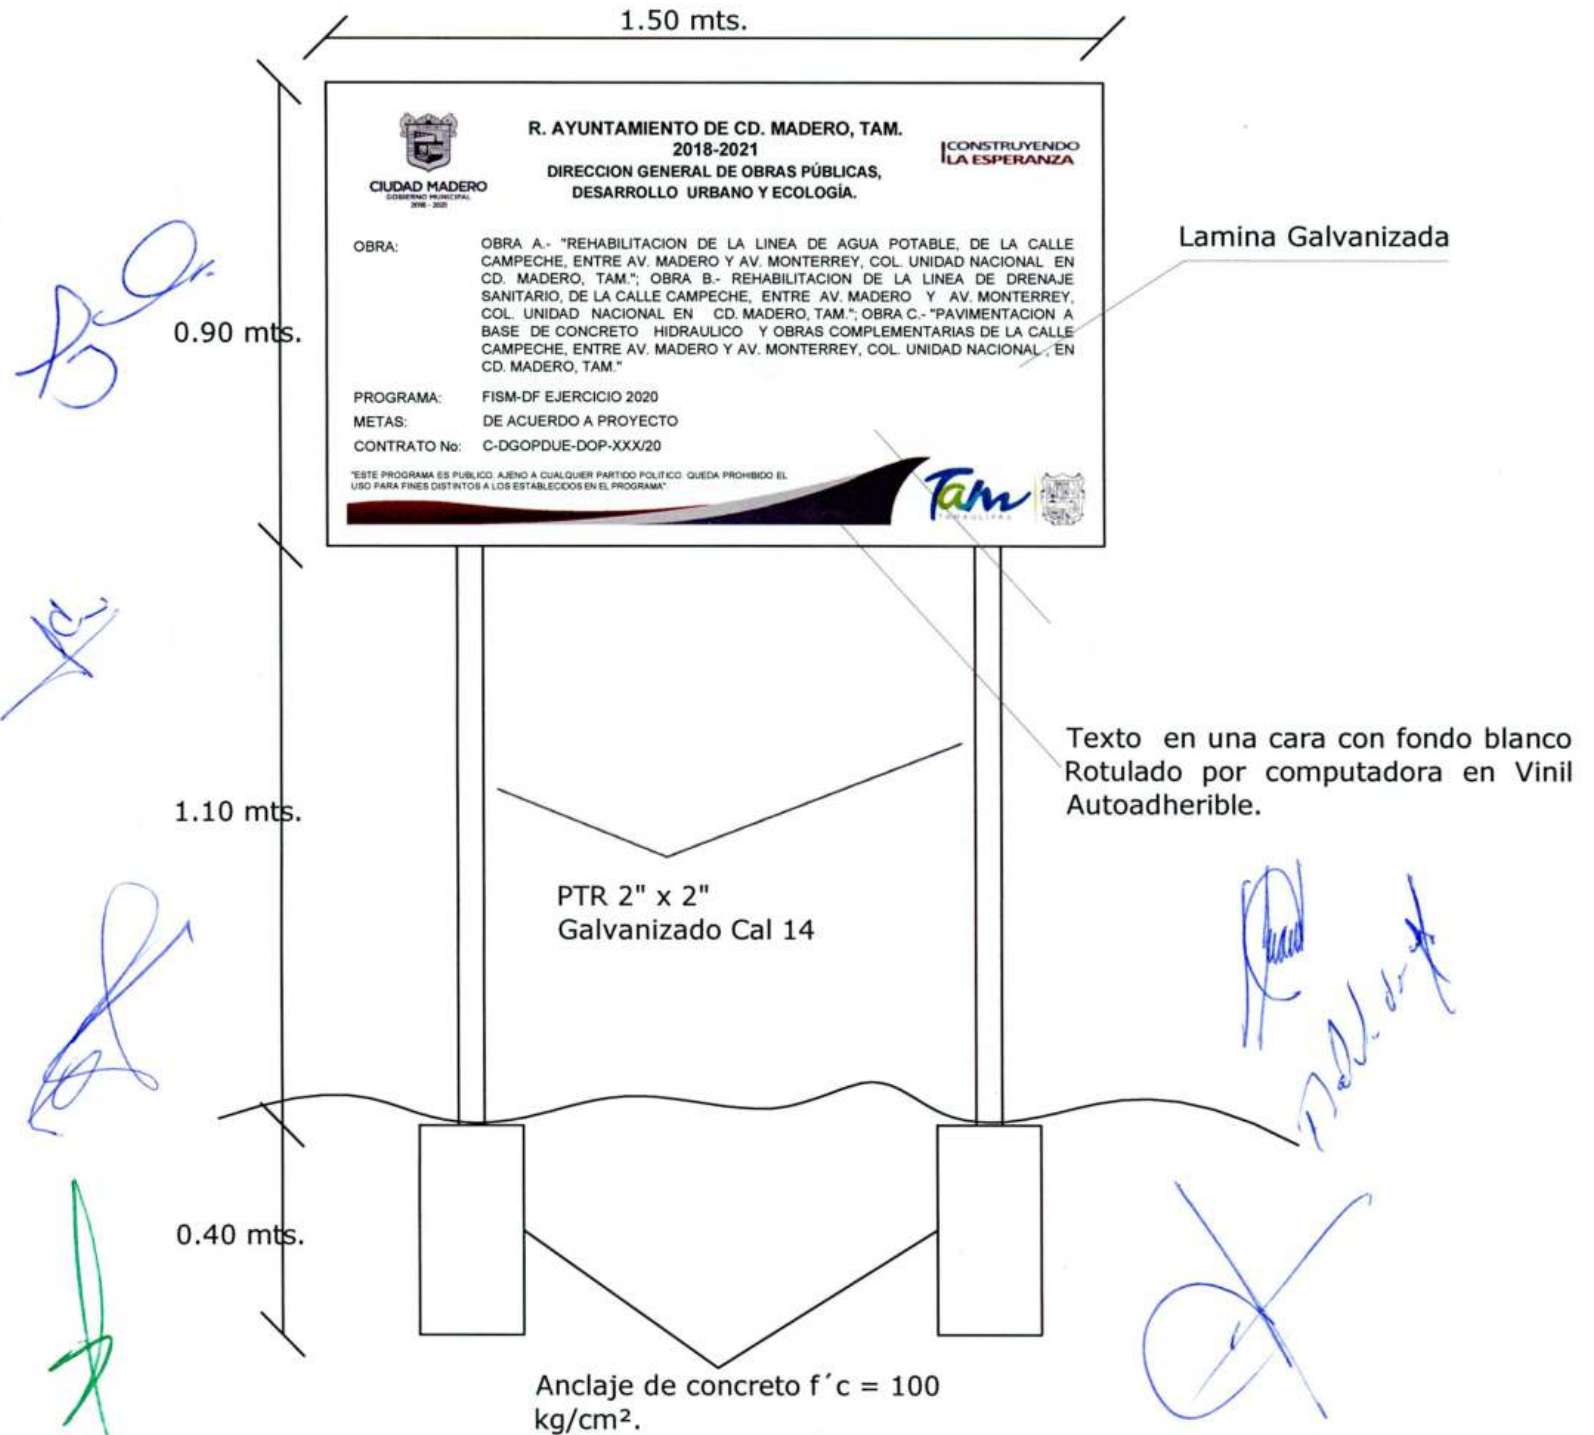 1.50 mts.
CIUDAD MADERO
GOBIERNO MUNICIPAL
2018 - 2021
R. AYUNTAMIENTO DE CD. MADERO, TAM.
2018-2021
DIRECCION GENERAL DE OBRAS PÚBLICAS,
DESARROLLO URBANO Y ECOLOGÍA.
CONSTRUYENDO
LA ESPERANZA
OBRA: OBRA A.- "REHABILITACION DE LA LINEA DE AGUA POTABLE, DE LA CALLE
CAMPECHE, ENTRE AV. MADERO Y AV. MONTERREY, COL. UNIDAD NACIONAL EN
CD. MADERO, TAM."; OBRA B.- REHABILITACION DE LA LINEA DE DRENAJE
SANITARIO, DE LA CALLE CAMPECHE, ENTRE AV. MADERO Y AV. MONTERREY,
COL. UNIDAD NACIONAL EN CD. MADERO, TAM."; OBRA C.- "PAVIMENTACION A
BASE DE CONCRETO HIDRAULICO Y OBRAS COMPLEMENTARIAS DE LA CALLE
CAMPECHE, ENTRE AV. MADERO Y AV. MONTERREY, COL. UNIDAD NACIONAL , EN
CD. MADERO, TAM."
PROGRAMA: FISM-DF EJERCICIO 2020
METAS: DE ACUERDO A PROYECTO
CONTRATO No: C-DGOPDUE-DOP-XXX/20
"ESTE PROGRAMA ES PUBLICO, AJENO A CUALQUIER PARTIDO POLITICO. QUEDA PROHIBIDO EL
USO PARA FINES DISTINTOS A LOS ESTABLECIDOS EN EL PROGRAMA".
Tam
TAMAULIPAS
Lamina Galvanizada
0.90 mts.
Texto en una cara con fondo blanco
Rotulado por computadora en Vinil
Autoadherible.
1.10 mts.
PTR 2" x 2"
Galvanizado Cal 14
0.40 mts.
Anclaje de concreto f´c = 100
kg/cm².